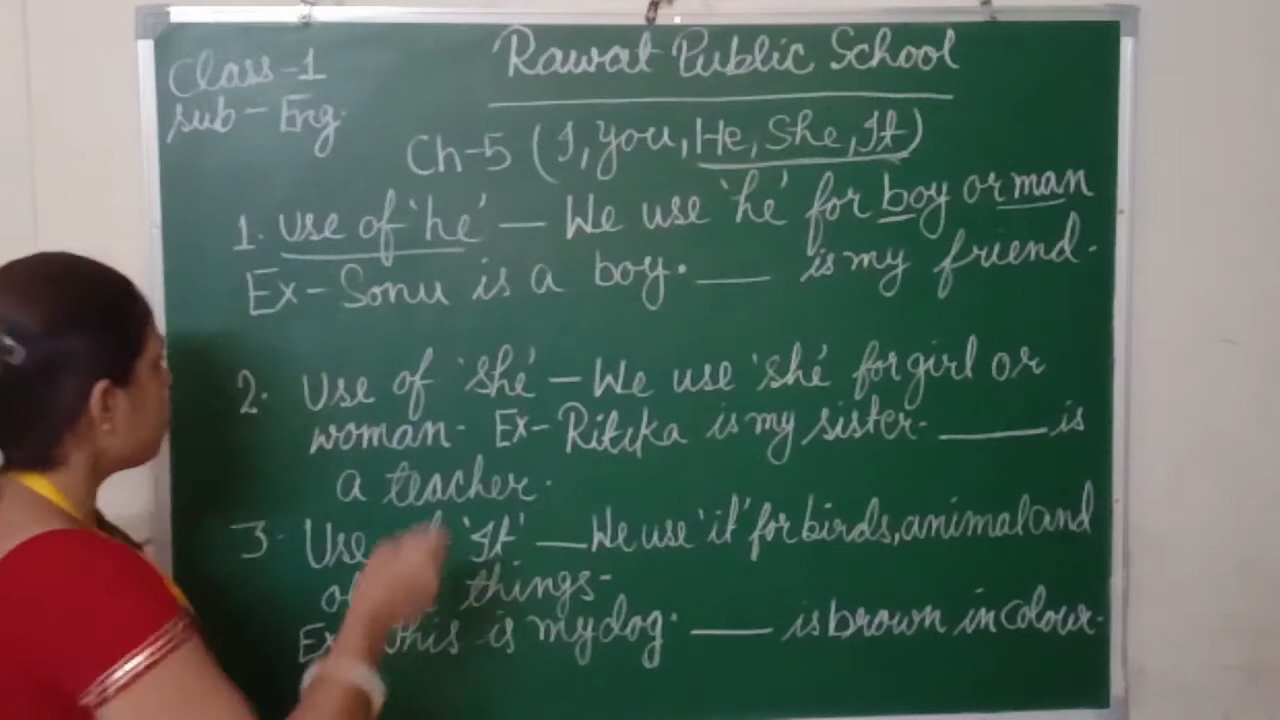 Class-1
Sub-Eng.
Rawat Public School
Ch-5 (I, you, He, She, It)
1. Use of 'he' — We use 'he' for boy or man
Ex- Sonu is a boy. ___ is my friend.
2. Use of 'she' — We use 'she' for girl or
woman. Ex- Ritika is my sister. ___ is
a teacher.
3. Use 'It' — We use 'it' for birds, animal and
things-
Ex this is my dog. ___ is brown in colour.